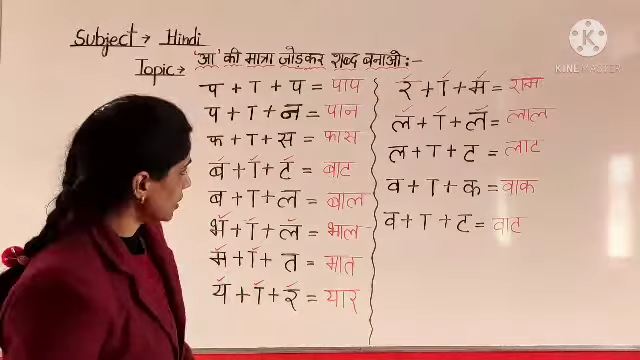 Subject → Hindi
Topic:→ 'आ' की मात्रा जोड़कर शब्द बनाओ:-
प + ा + प = पाप
प + ा + न = पान
फ + ा + स = फास
ब + ा + ट = बाट
ब + ा + ल = बाल
भ + ा + ल = भाल
म + ा + त = मात
य + ा + र = यार
र + ा + म = राम
ल + ा + ल = लाल
ल + ा + ट = लाट
व + ा + क = वाक
व + ा + ट = वाट
KINEMASTER